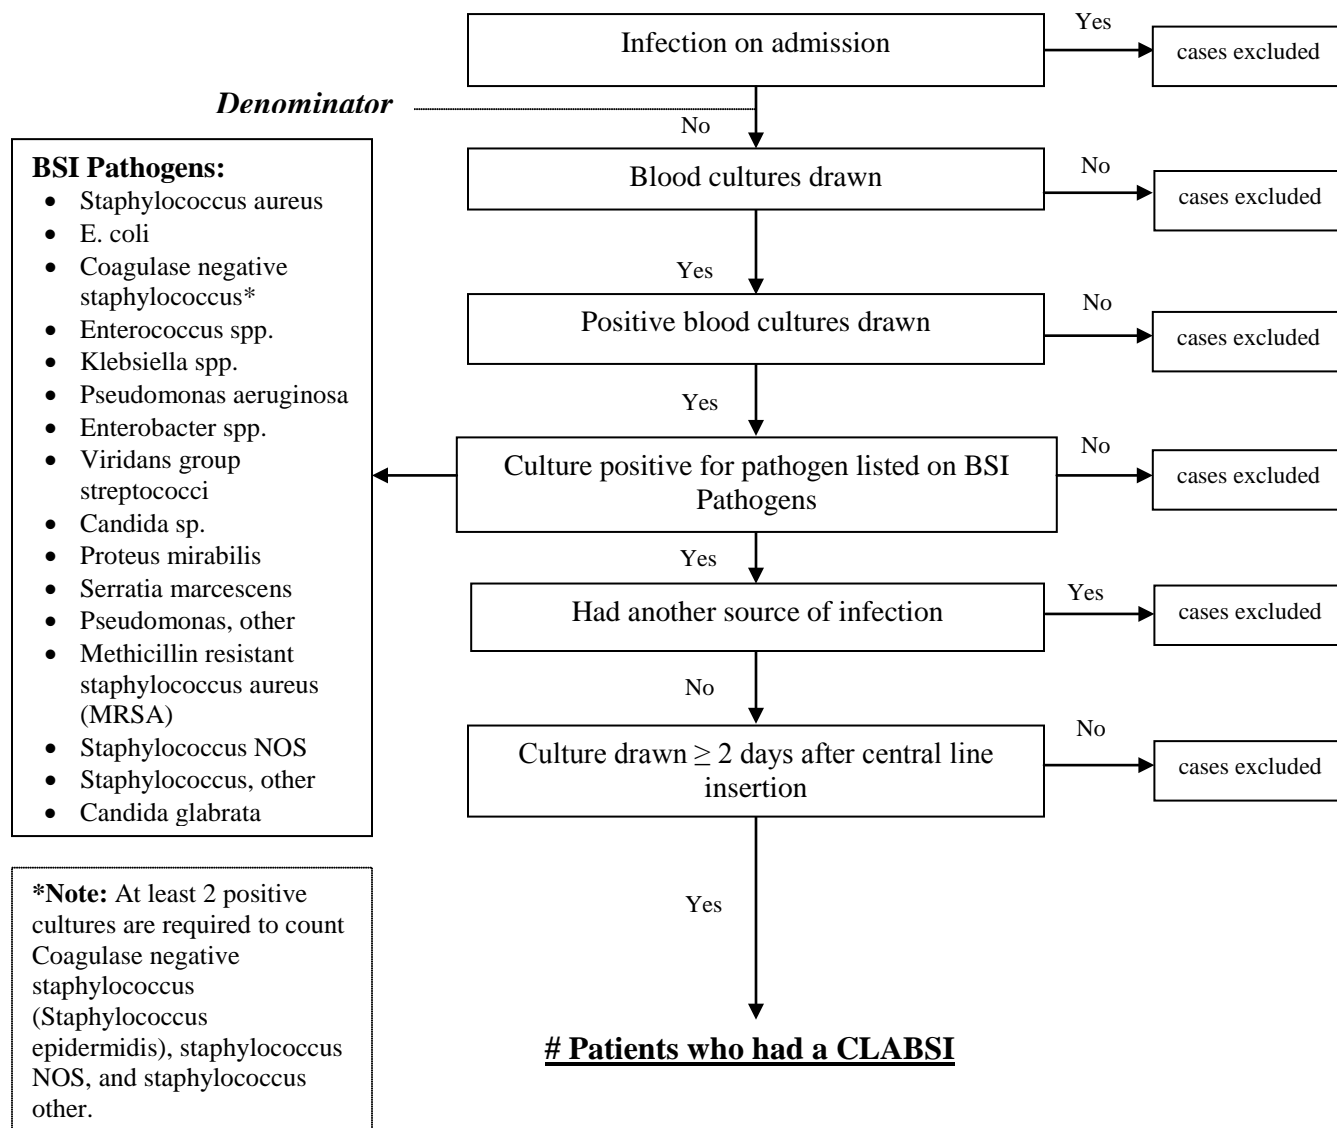 Infection on admission
Yes
cases excluded
Denominator
No
Blood cultures drawn
No
cases excluded
Yes
Positive blood cultures drawn
No
cases excluded
Yes
Culture positive for pathogen listed on BSI
Pathogens
No
cases excluded
Yes
Had another source of infection
Yes
cases excluded
No
Culture drawn ≥ 2 days after central line
insertion
No
cases excluded
Yes
# Patients who had a CLABSI
BSI Pathogens:
• Staphylococcus aureus
• E. coli
• Coagulase negative
staphylococcus*
• Enterococcus spp.
• Klebsiella spp.
• Pseudomonas aeruginosa
• Enterobacter spp.
• Viridans group
streptococci
• Candida sp.
• Proteus mirabilis
• Serratia marcescens
• Pseudomonas, other
• Methicillin resistant
staphylococcus aureus
(MRSA)
• Staphylococcus NOS
• Staphylococcus, other
• Candida glabrata
*Note: At least 2 positive
cultures are required to count
Coagulase negative
staphylococcus
(Staphylococcus
epidermidis), staphylococcus
NOS, and staphylococcus
other.